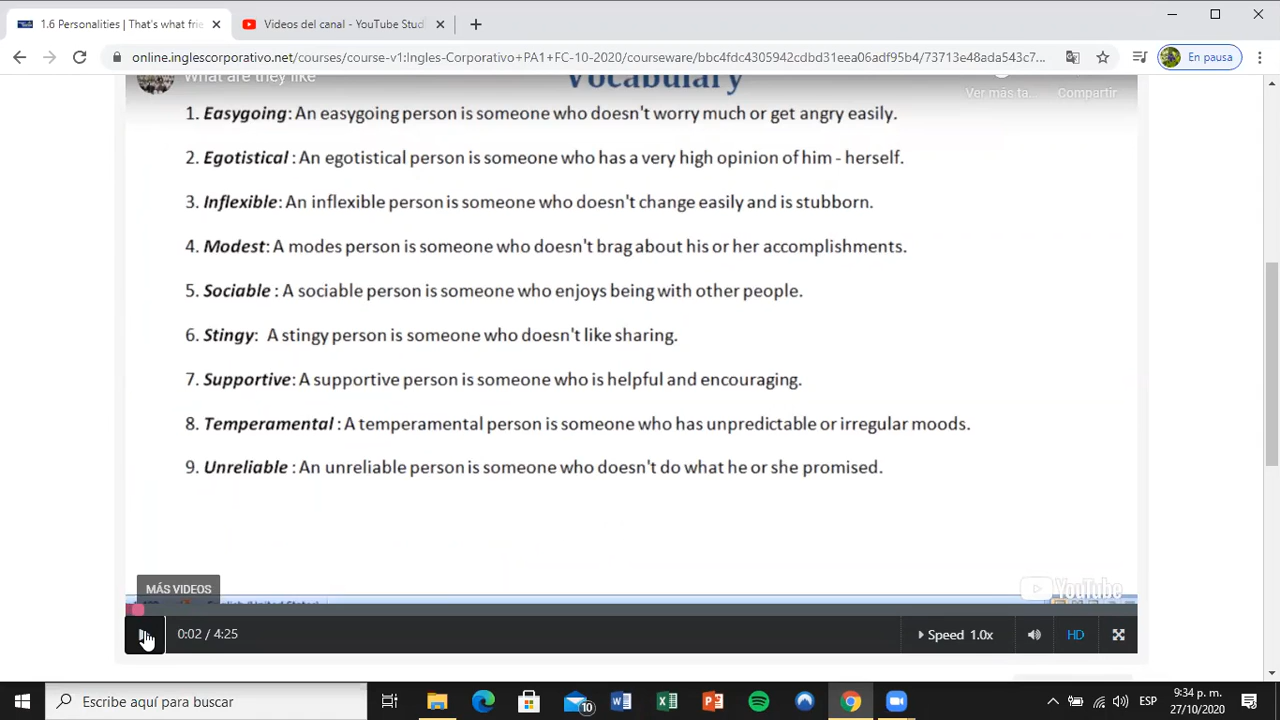 1.6 Personalities | That's what frie
Videos del canal - YouTube Stud
online.inglescorporativo.net/courses/course-v1:Ingles-Corporativo+PA1+FC-10-2020/courseware/bbc4fdc4305942cdbd31eea06adf95b4/73713e48ada543c7...
En pausa
What are they like
Vocabulary
Ver más ta...
Compartir
1. Easygoing: An easygoing person is someone who doesn't worry much or get angry easily.
2. Egotistical : An egotistical person is someone who has a very high opinion of him - herself.
3. Inflexible: An inflexible person is someone who doesn't change easily and is stubborn.
4. Modest: A modes person is someone who doesn't brag about his or her accomplishments.
5. Sociable : A sociable person is someone who enjoys being with other people.
6. Stingy: A stingy person is someone who doesn't like sharing.
7. Supportive: A supportive person is someone who is helpful and encouraging.
8. Temperamental : A temperamental person is someone who has unpredictable or irregular moods.
9. Unreliable : An unreliable person is someone who doesn't do what he or she promised.
MÁS VIDEOS
YouTube
English (United States)
0:02 / 4:25
Speed 1.0x
HD
Escribe aquí para buscar
10
ESP
9:34 p. m.
27/10/2020